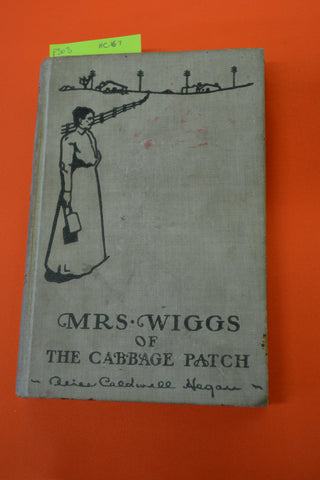 MRS·WIGGS
OF
THE CABBAGE PATCH
~ Alice Caldwell Hegan ~